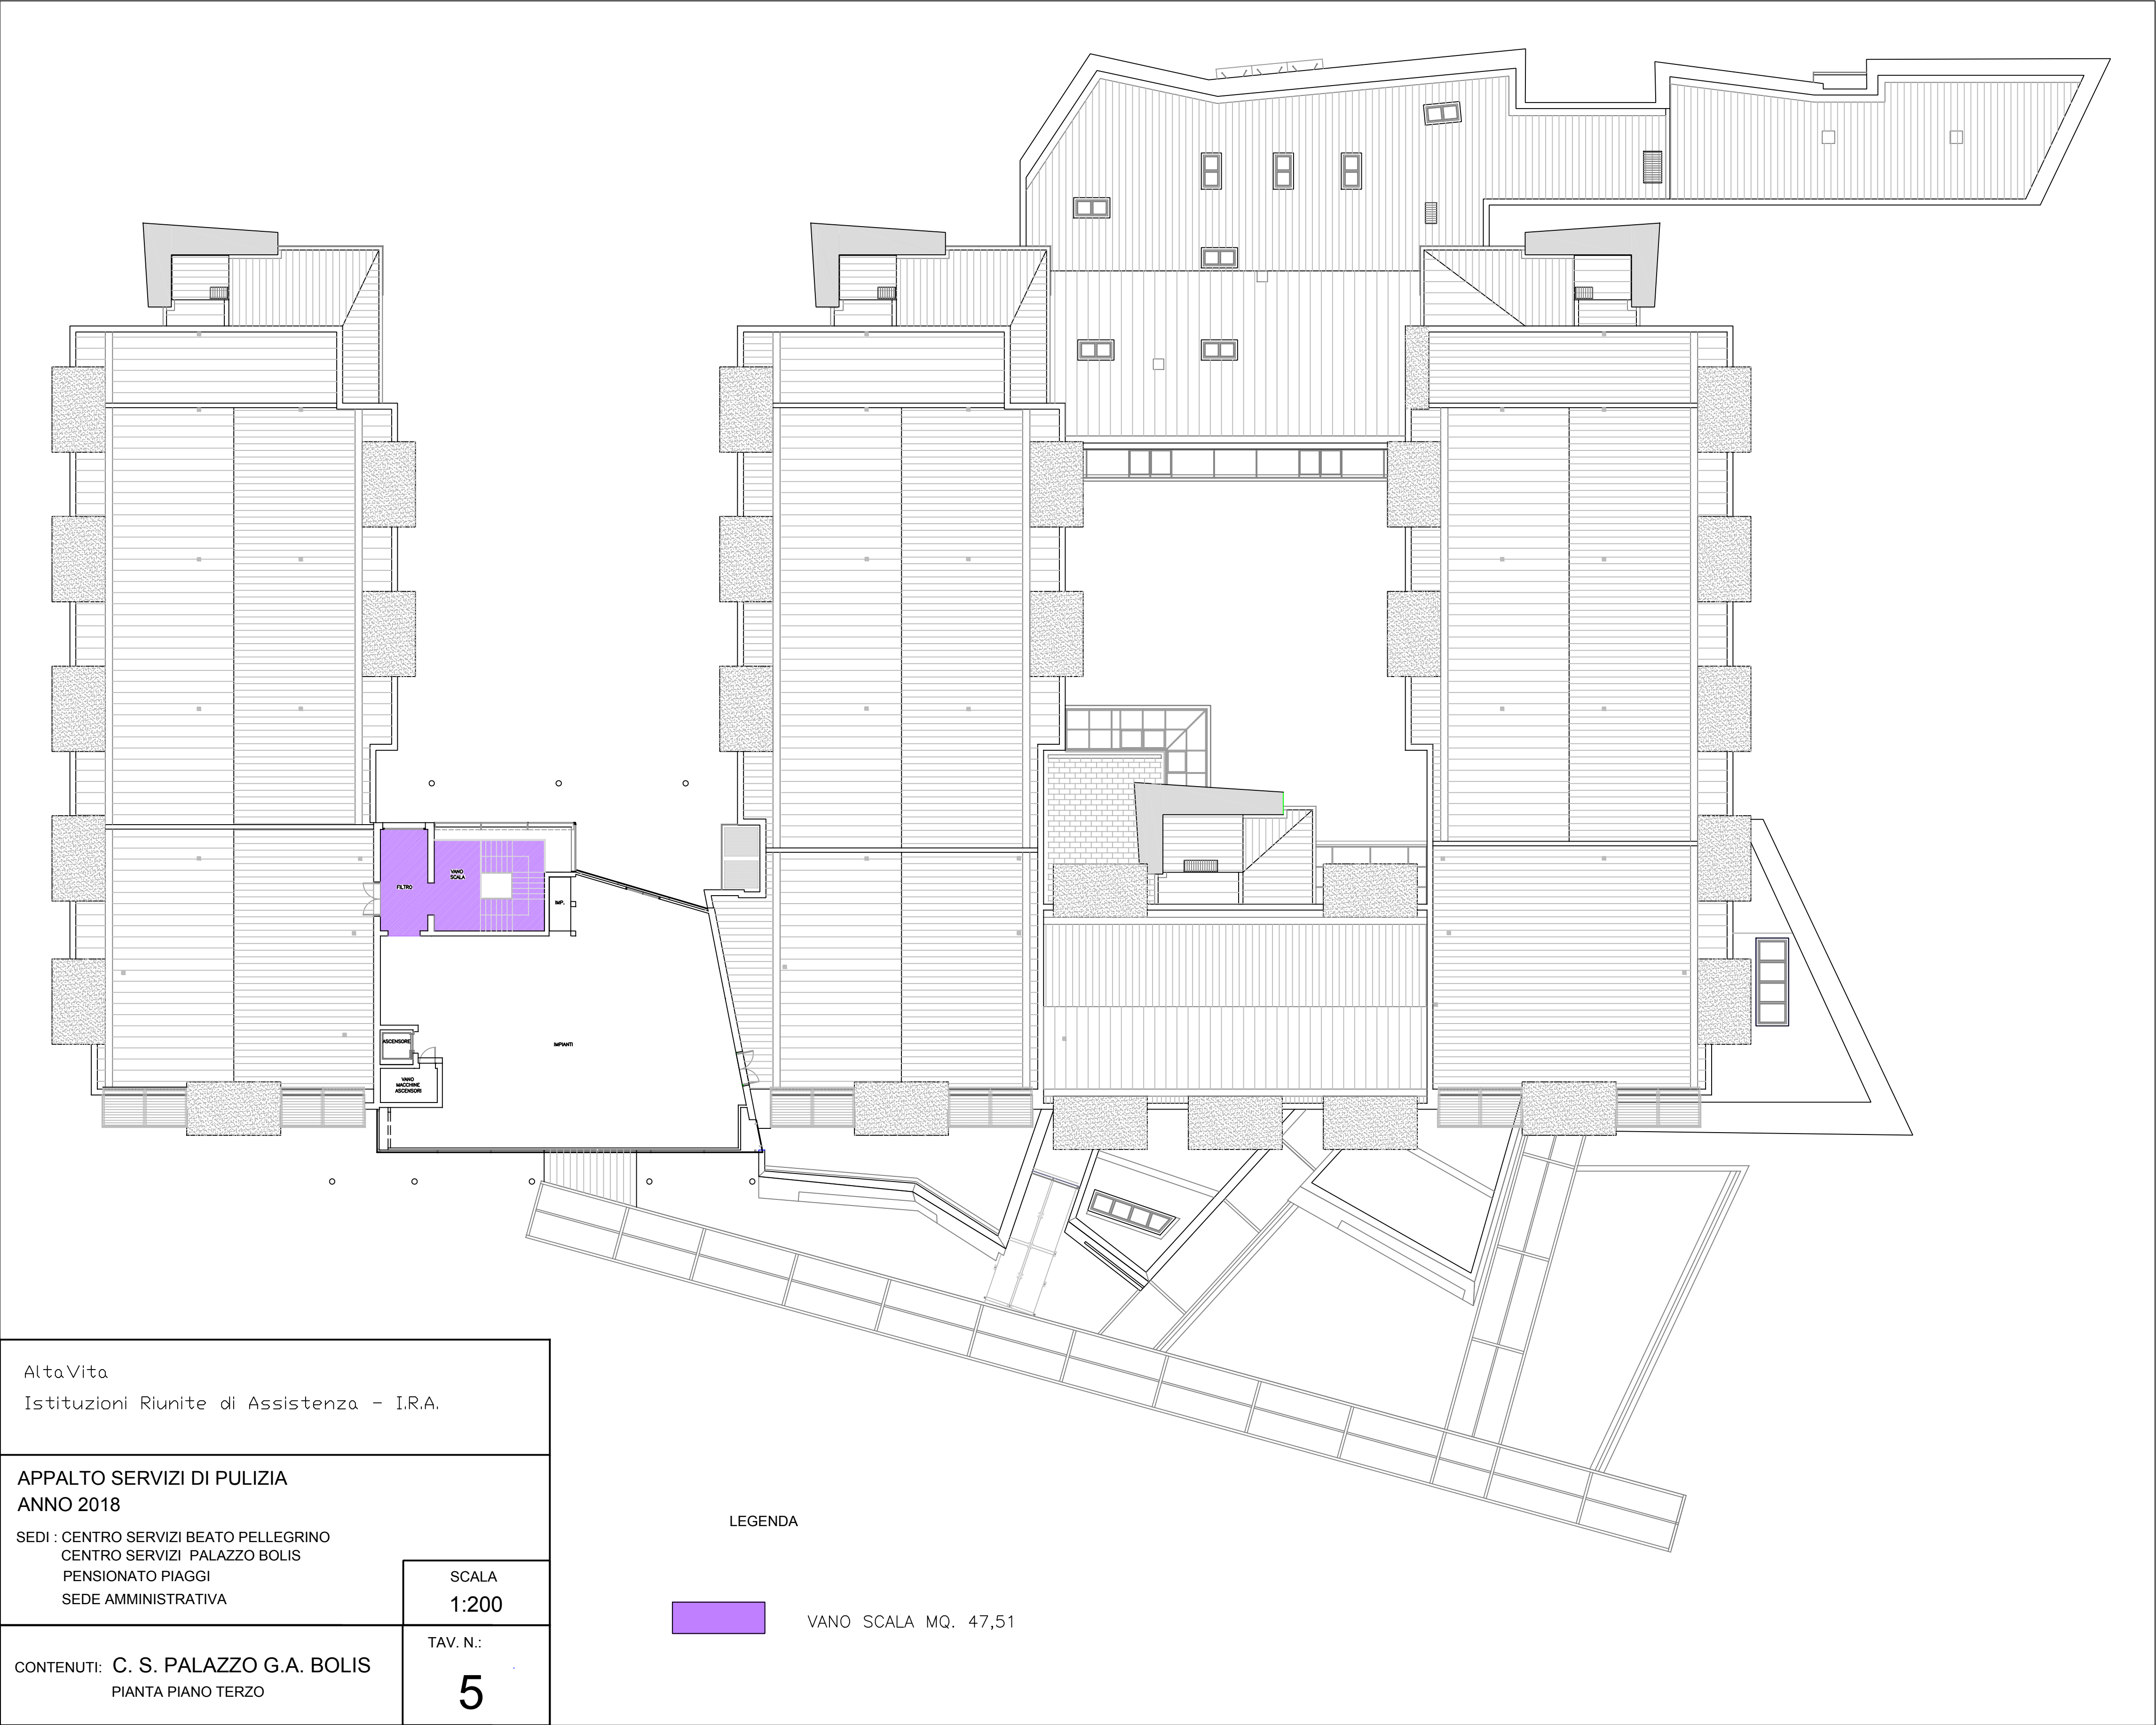 FILTRO
VANO
SCALA
IMP.
ASCENSORE
IMPIANTI
VANO
MACCHINE
ASCENSORI
AltaVita
Istituzioni Riunite di Assistenza - I.R.A.
APPALTO SERVIZI DI PULIZIA
ANNO 2018
SEDI : CENTRO SERVIZI BEATO PELLEGRINO
CENTRO SERVIZI PALAZZO BOLIS
PENSIONATO PIAGGI
SEDE AMMINISTRATIVA
SCALA
1:200
CONTENUTI: C. S. PALAZZO G.A. BOLIS
PIANTA PIANO TERZO
TAV. N.:
5
LEGENDA
VANO SCALA MQ. 47,51